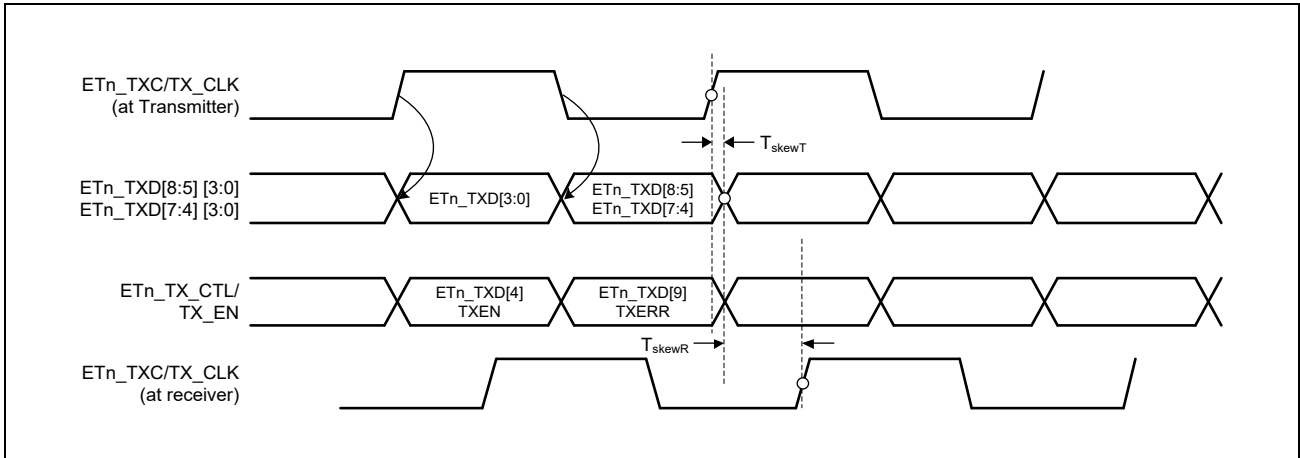 ETn_TXC/TX_CLK
(at Transmitter)
TskewT
ETn_TXD[8:5] [3:0]
ETn_TXD[7:4] [3:0]
ETn_TXD[3:0]
ETn_TXD[8:5]
ETn_TXD[7:4]
ETn_TX_CTL/
TX_EN
ETn_TXD[4]
TXEN
ETn_TXD[9]
TXERR
TskewR
ETn_TXC/TX_CLK
(at receiver)